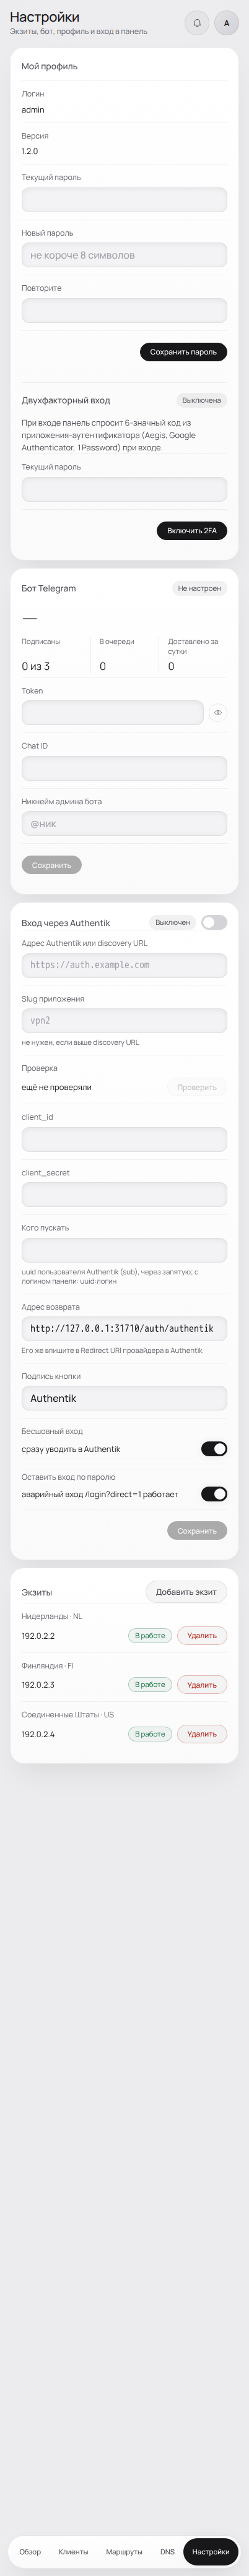 Настройки
Экзиты, бот, профиль и вход в панель
A
Мой профиль
Логин
admin
Версия
1.2.0
Текущий пароль
Новый пароль
не короче 8 символов
Повторите
Сохранить пароль
Двухфакторный вход
Выключена
При входе панель спросит 6-значный код из
приложения-аутентификатора (Aegis, Google
Authenticator, 1Password) при входе.
Текущий пароль
Включить 2FA
Бот Telegram
Не настроен
—
Подписаны
В очереди
Доставлено за
сутки
0 из 3
0
0
Token
Chat ID
Никнейм админа бота
@ник
Сохранить
Вход через Authentik
Выключен
Адрес Authentik или discovery URL
https://auth.example.com
Slug приложения
vpn2
не нужен, если выше discovery URL
Проверка
ещё не проверяли
Проверить
client_id
client_secret
Кого пускать
uuid пользователя Authentik (sub), через запятую; с
логином панели: uuid:логин
Адрес возврата
http://127.0.0.1:31710/auth/authentik
Его же впишите в Redirect URI провайдера в Authentik
Подпись кнопки
Authentik
Бесшовный вход
сразу уводить в Authentik
Оставить вход по паролю
аварийный вход /login?direct=1 работает
Сохранить
Экзиты
Добавить экзит
Нидерланды · NL
192.0.2.2
В работе
Удалить
Финляндия · FI
192.0.2.3
В работе
Удалить
Соединенные Штаты · US
192.0.2.4
В работе
Удалить
Обзор
Клиенты
Маршруты
DNS
Настройки